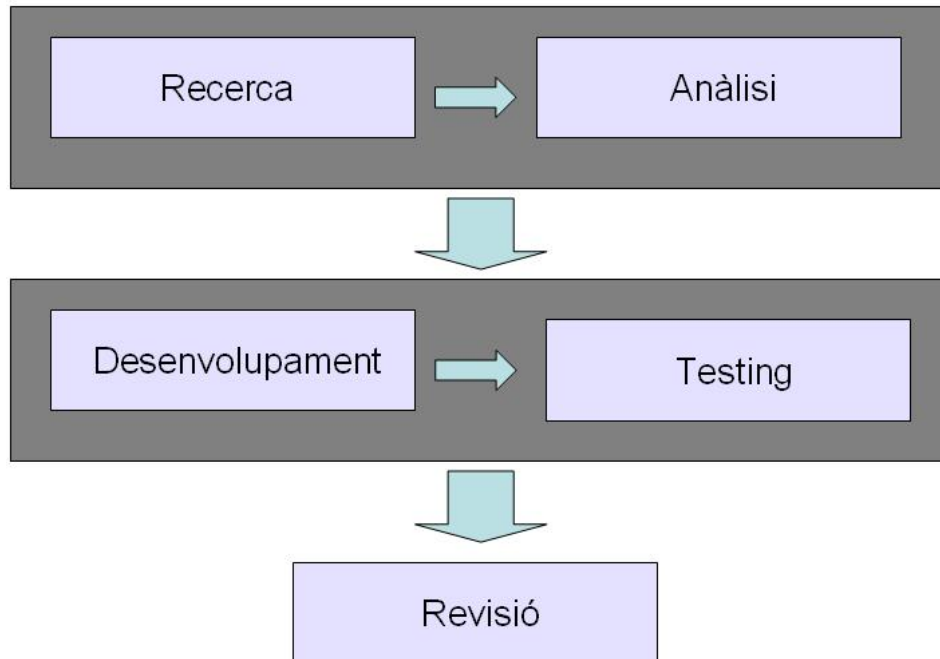 Recerca
Anàlisi
Desenvolupament
Testing
Revisió